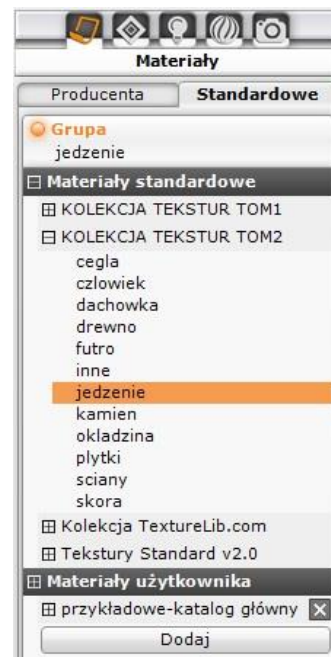 Materiały
Producenta Standardowe
Grupa
jedzenie
Materiały standardowe
KOLEKCJA TEKSTUR TOM1
KOLEKCJA TEKSTUR TOM2
cegla
czlowiek
dachowka
drewno
futro
inne
jedzenie
kamien
okladzina
plytki
sciany
skora
Kolekcja TextureLib.com
Tekstury Standard v2.0
Materiały użytkownika
przykładowe-katalog główny
Dodaj